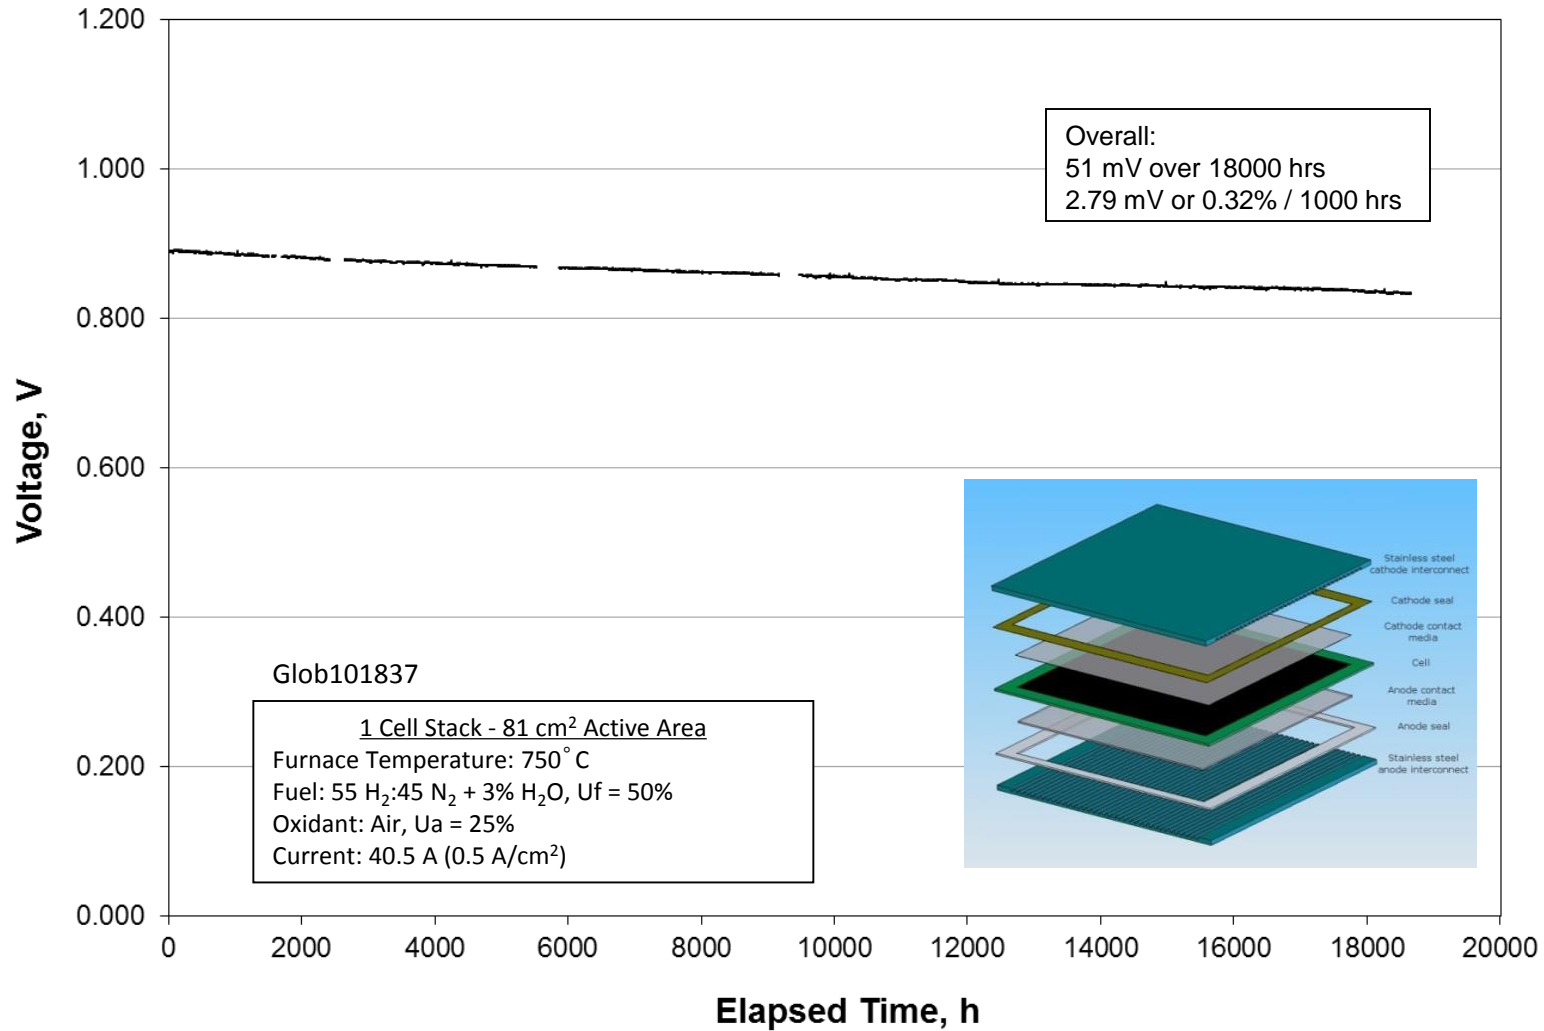 1.200
1.000
0.800
0.600
0.400
0.200
0.000
Voltage, V
Overall:
51 mV over 18000 hrs
2.79 mV or 0.32% / 1000 hrs
Glob101837
1 Cell Stack - 81 cm² Active Area
Furnace Temperature: 750°C
Fuel: 55 H₂:45 N₂ + 3% H₂O, Uf = 50%
Oxidant: Air, Ua = 25%
Current: 40.5 A (0.5 A/cm²)
Stainless steel
cathode interconnect
Cathode seal
Cathode contact
media
Cell
Anode contact
media
Anode seal
Stainless steel
anode interconnect
0 2000 4000 6000 8000 10000 12000 14000 16000 18000 20000
Elapsed Time, h